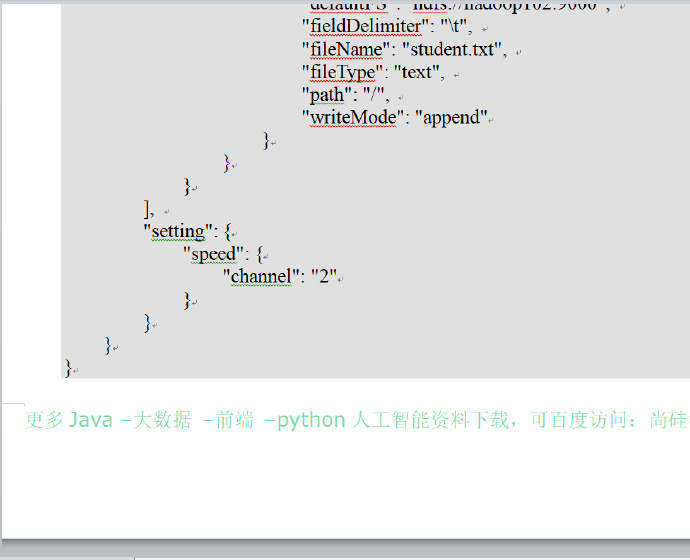 "defaultFS": "hdfs://hadoop102:9000",
"fieldDelimiter": "\t",
"fileName": "student.txt",
"fileType": "text",
"path": "/",
"writeMode": "append"
}
}
}
],
"setting": {
"speed": {
"channel": "2"
}
}
}
}
更多 Java –大数据 –前端 –python 人工智能资料下载，可百度访问：尚硅